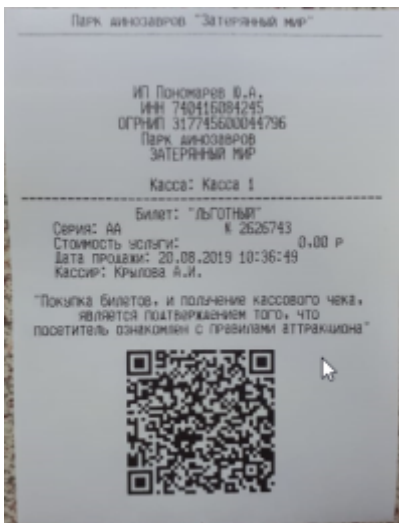 Парк динозавров "Затерянный мир"
ИП Пономарев Ю.А.
ИНН 740416084245
ОГРНИП 317745600044796
Парк динозавров
ЗАТЕРЯННЫЙ МИР
Касса: Касса 1
Билет: "ЛЬГОТНЫЙ"
Серия: АА № 2626743
Стоимость услуги: 0.00 Р
Дата продажи: 20.08.2019 10:36:49
Кассир: Крылова А.И.
"Покупка билетов, и получение кассового чека,
является подтверждением того, что
посетитель ознакомлен с правилами аттракциона"